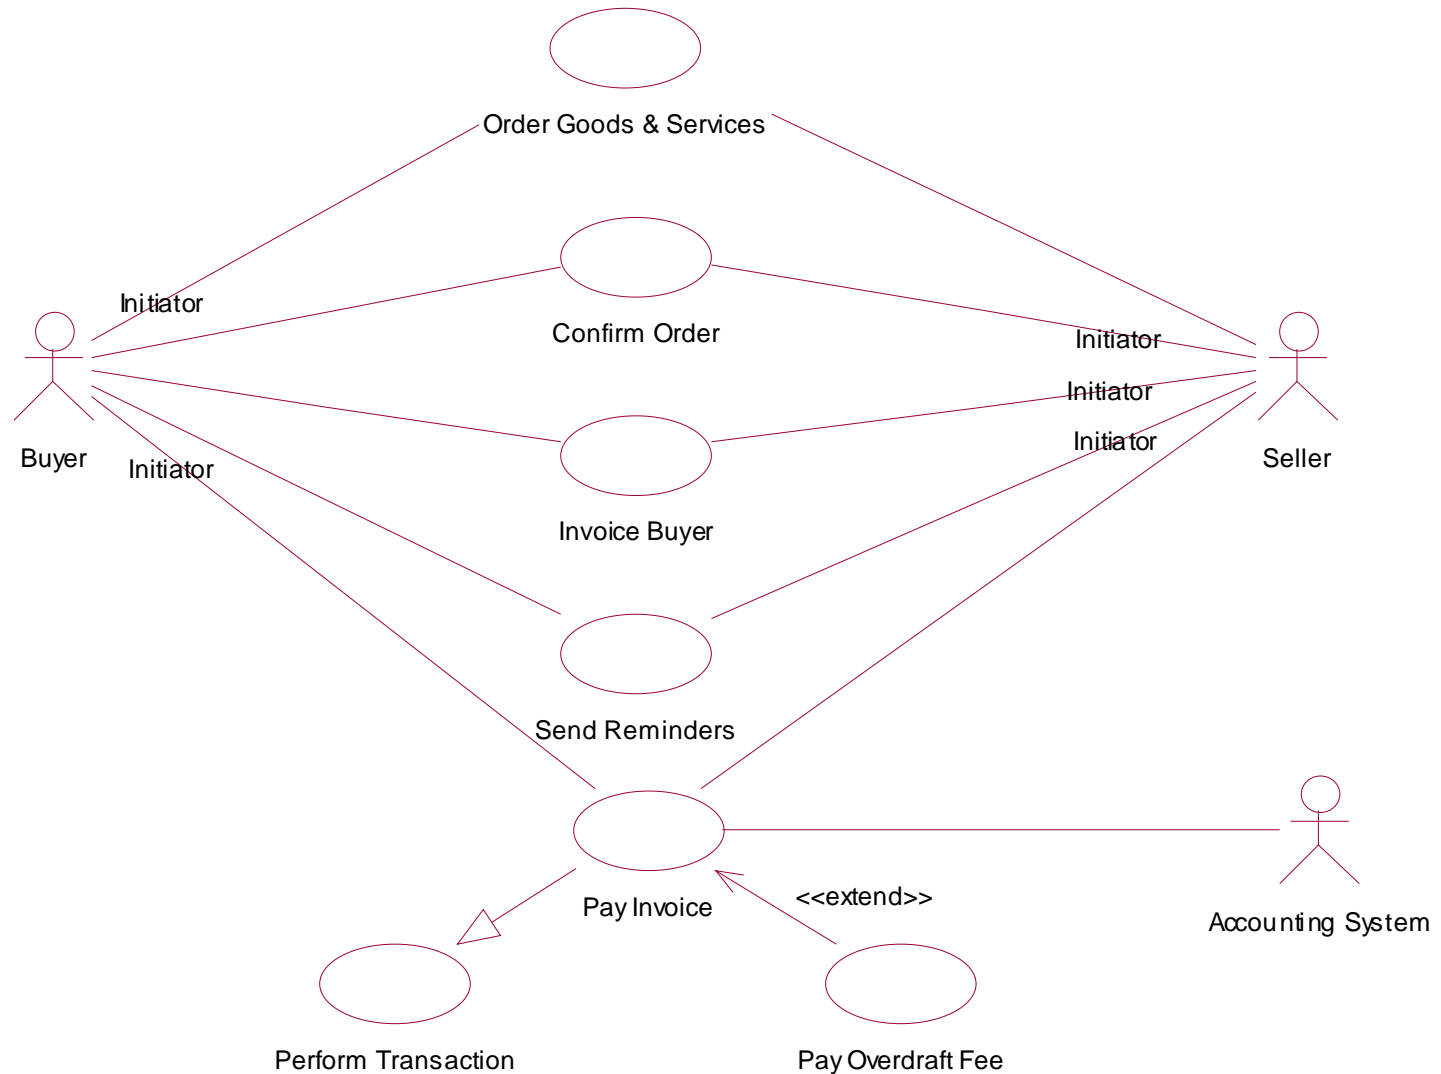 Order Goods & Services
Initiator
Confirm Order
Initiator
Initiator
Initiator
Buyer
Initiator
Seller
Invoice Buyer
Send Reminders
Pay Invoice
<<extend>>
Accounting System
Perform Transaction
Pay Overdraft Fee